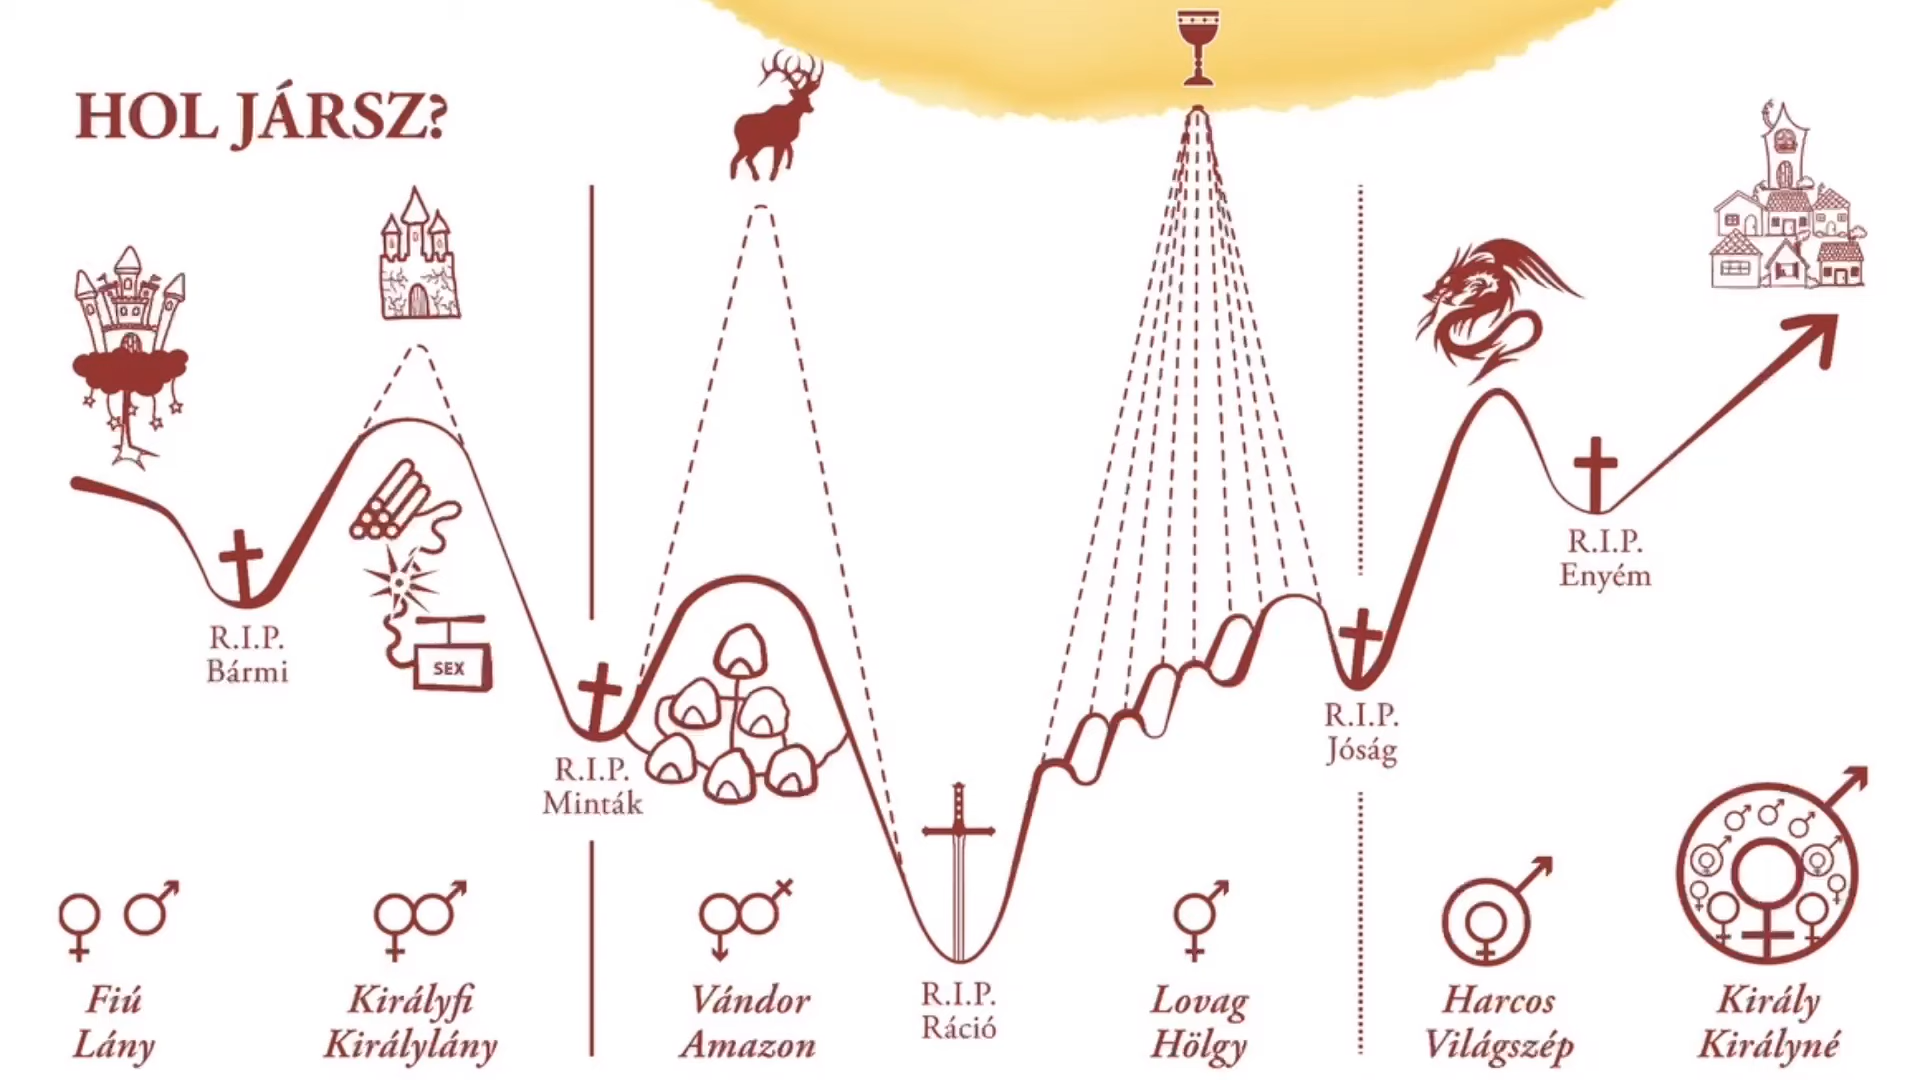 HOL JÁRSZ?
R.I.P.
Bármi
SEX
R.I.P.
Minták
R.I.P.
Ráció
R.I.P.
Jóság
R.I.P.
Enyém
Fiú
Lány
Királyfi
Királylány
Vándor
Amazon
Lovag
Hölgy
Harcos
Világszép
Király
Királyné